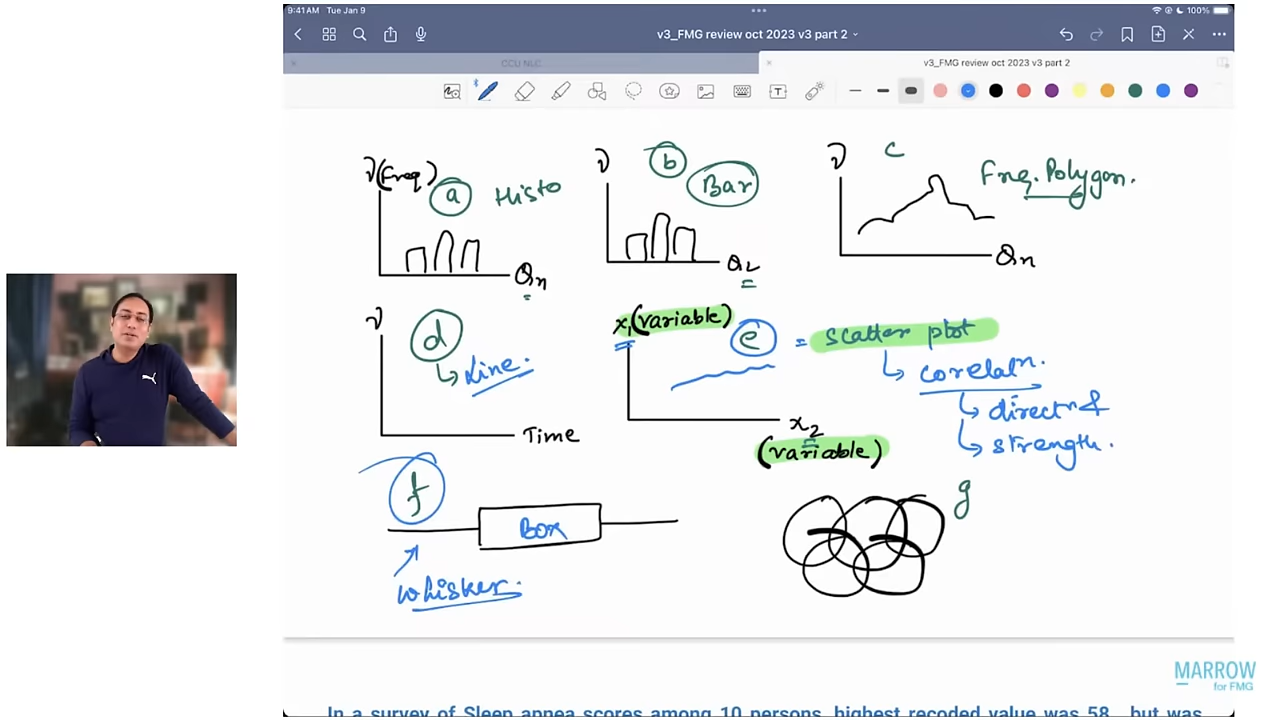 9:41 AM Tue Jan 9
100%
v3_FMG review oct 2023 v3 part 2
CCU NLC
v3_FMG review oct 2023 v3 part 2
ν(Freq)
a
Histo
Qn
ν
b
Bar
QL
ν
c
Freq. Polygon.
Qn
ν
d
Line.
Time
x1(variable)
e = scatter plot
corelatn.
directn &
strength.
x2
(variable)
f
Box
whisker.
g
MARROW
for FMG
In a survey of Sleep apnea scores among 10 persons, highest recoded value was 58, but was